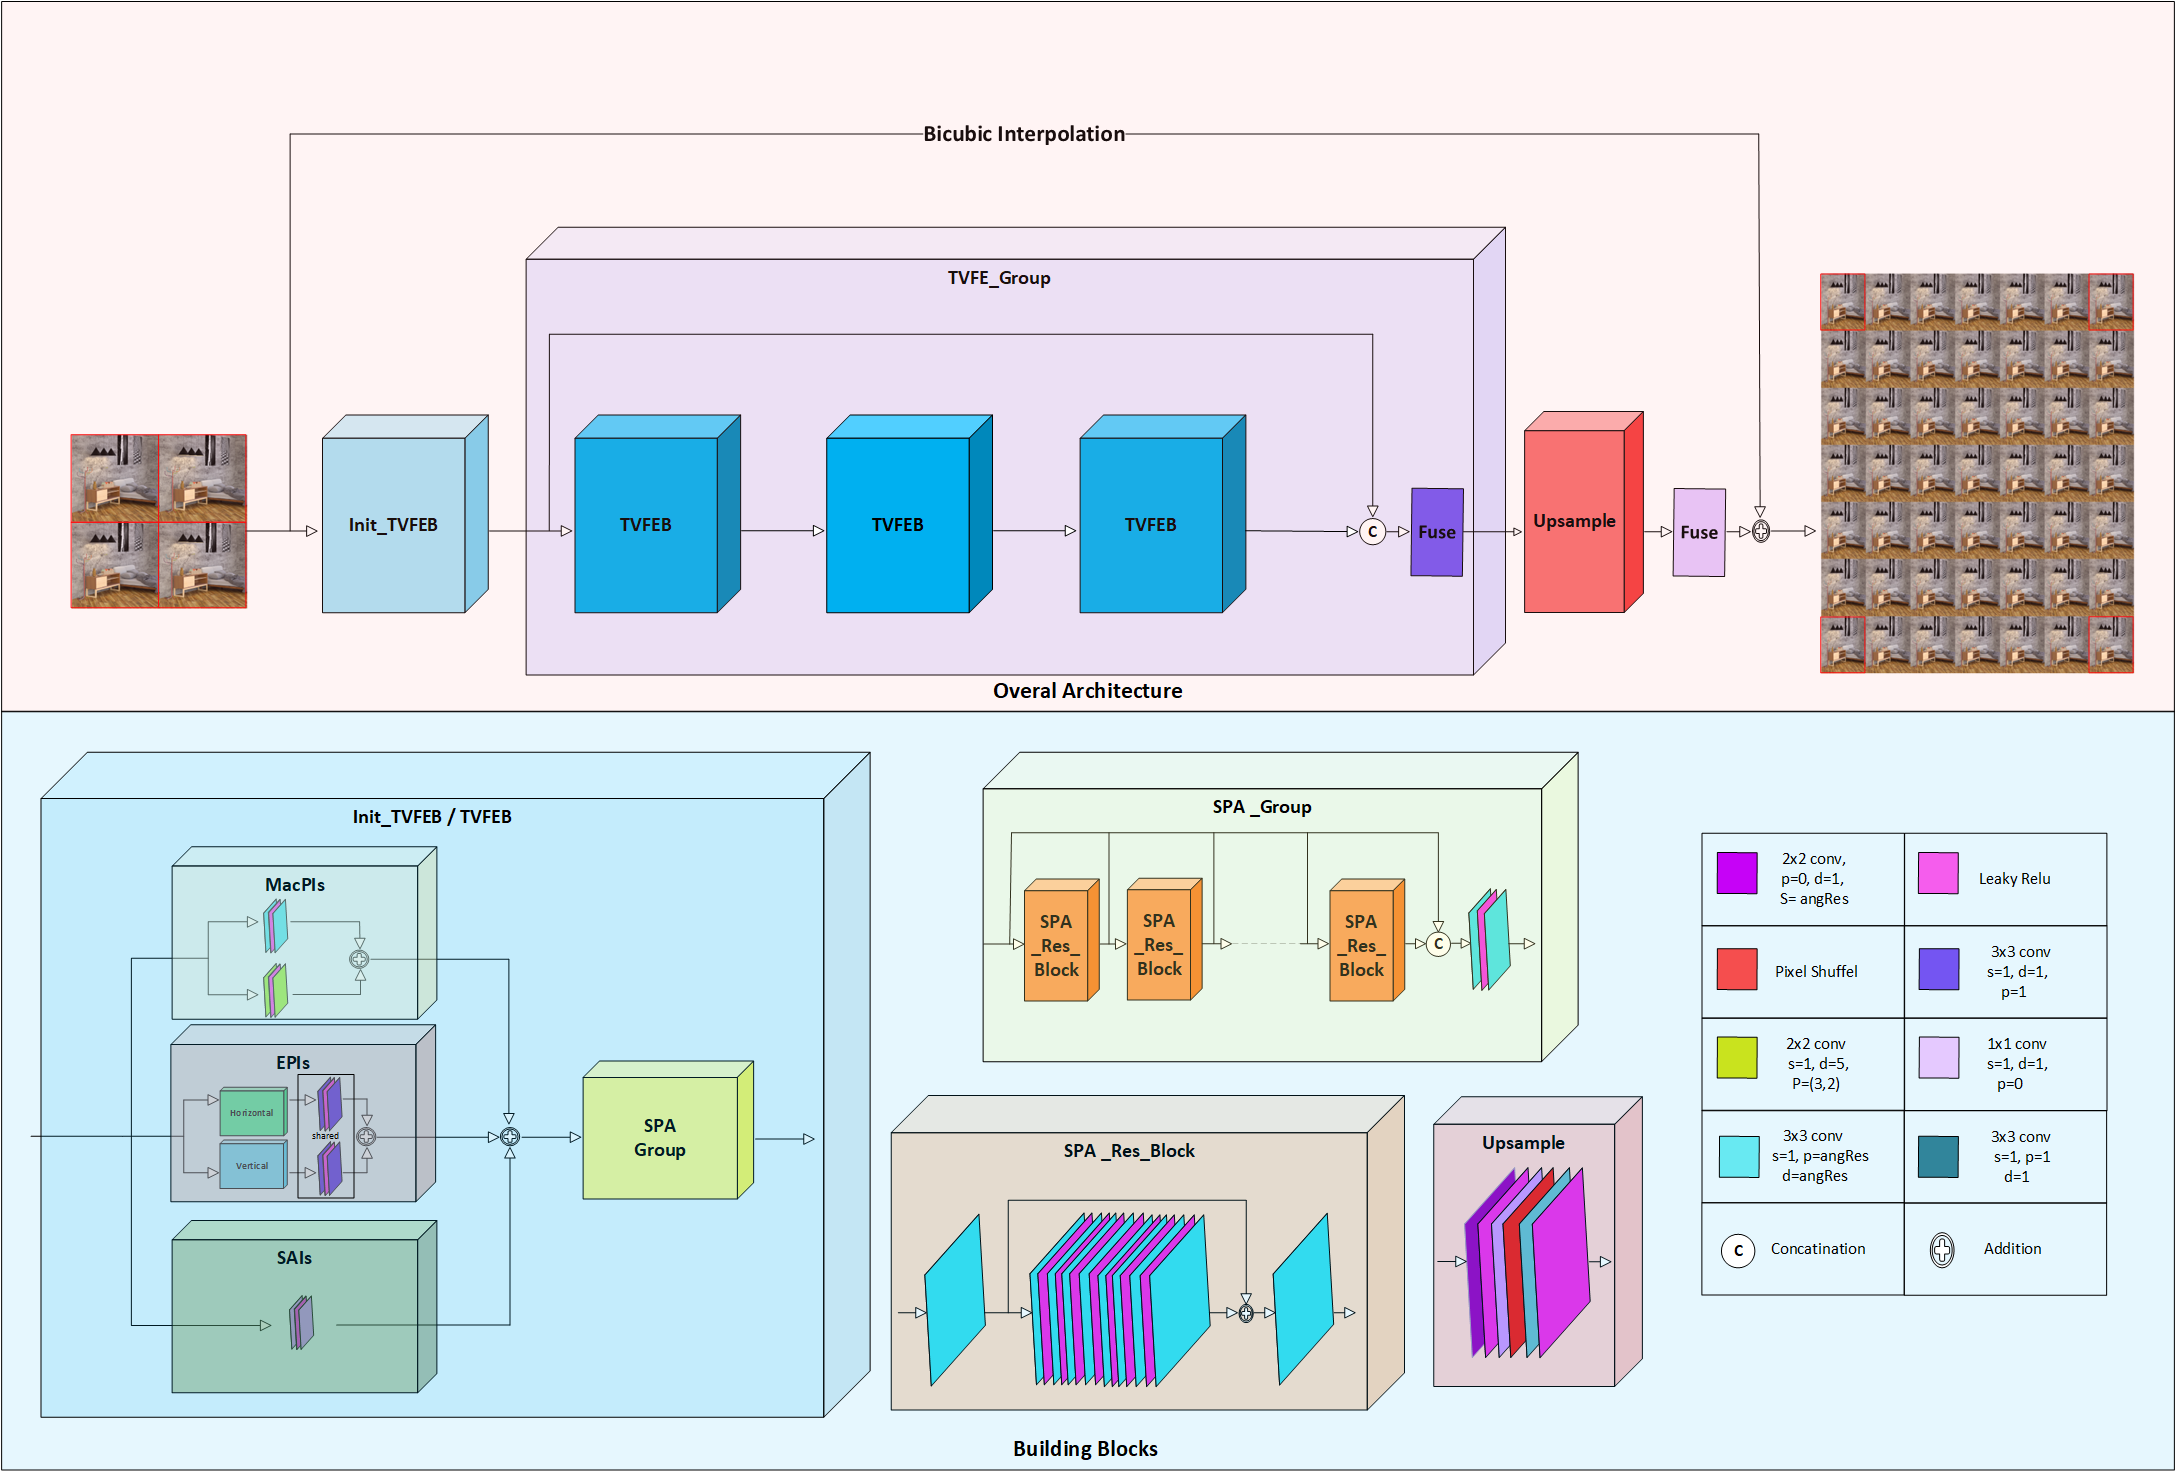 Bicubic Interpolation
TVFE_Group
Init_TVFEB
TVFEB
TVFEB
TVFEB
C
Fuse
Upsample
Fuse
Overal Architecture
Init_TVFEB / TVFEB
MacPIs
EPIs
Horizontal
shared
Vertical
SAIs
SPA
Group
SPA _Group
SPA
_Res_
Block
SPA
_Res_
Block
SPA
_Res_
Block
C
SPA _Res_Block
Upsample
2x2 conv,
p=0, d=1,
S= angRes
Leaky Relu
Pixel Shuffel
3x3 conv
s=1, d=1,
p=1
2x2 conv
s=1, d=5,
P=(3,2)
1x1 conv
s=1, d=1,
p=0
3x3 conv
s=1, p=angRes
d=angRes
3x3 conv
s=1, p=1
d=1
C
Concatination
Addition
Building Blocks